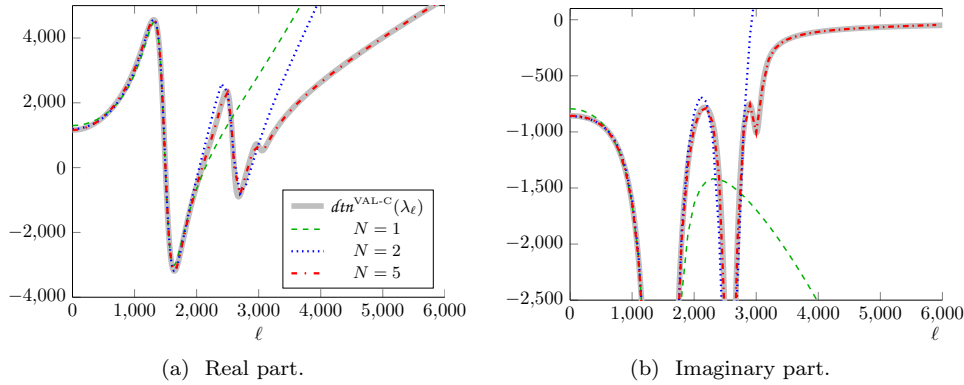 4,000
2,000
0
−2,000
−4,000
0 1,000 2,000 3,000 4,000 5,000 6,000
ℓ
dtn^VAL-C(λ_ℓ)
N = 1
N = 2
N = 5
(a) Real part.
0
−500
−1,000
−1,500
−2,000
−2,500
0 1,000 2,000 3,000 4,000 5,000 6,000
ℓ
(b) Imaginary part.